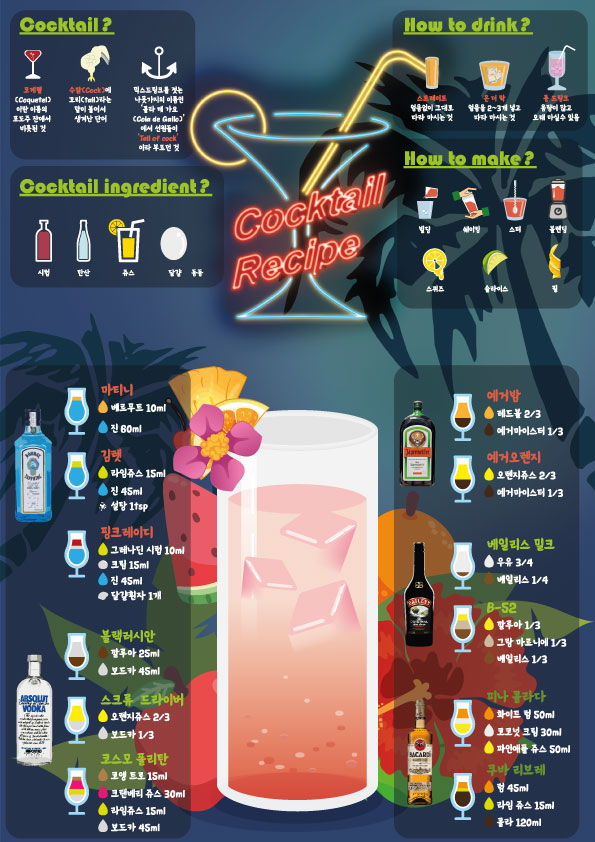 Cocktail ?
코케텔
(Coquetel)
이란 이름의
포도주 잔에서
비롯된 것
수탉(Cock)에
꼬리(tail)라는
말이 붙어서
생겨난 단어
믹스드링크를 젓는
나뭇가지의 이름인
'콜라 데 가요
(Cola de Gallo)'
에서 선원들이
'Tail of cock'
이라 부르던 것
Cocktail ingredient ?
시럽
탄산
쥬스
달걀
등등
Cocktail
Recipe
How to drink ?
스트레이트
얼음없이 그대로
따라 마시는 것
온 더 락
얼음을 2~3개 넣고
따라 마시는 것
롱 드링크
용량이 많고
오래 마실수 있음
How to make ?
빌딩
쉐이킹
스터
블렌딩
스퀴즈
슬라이스
필
마티니
베르무트 10ml
진 60ml
김렛
라임쥬스 15ml
진 45ml
설탕 1tsp
핑크레이디
그레나딘 시럽 10ml
크림 15ml
진 45ml
달걀흰자 1개
블랙러시안
깔루아 25ml
보드카 45ml
스크류 드라이버
오렌지쥬스 2/3
보드카 1/3
코스모 폴리탄
코앵 트로 15ml
크랜베리 쥬스 30ml
라임쥬스 15ml
보드카 45ml
BOMBAY
SAPPHIRE
ABSOLUT
VODKA
예거밤
레드불 2/3
예거마이스터 1/3
예거오렌지
오렌지쥬스 2/3
예거마이스터 1/3
베일리스 밀크
우유 3/4
베일리스 1/4
B-52
깔루아 1/3
그랑 마르니에 1/3
베일리스 1/3
피나 콜라다
화이트 럼 50ml
코코넛 크림 30ml
파인애플 쥬스 50ml
쿠바 리브레
럼 45ml
라임 쥬스 15ml
콜라 120ml
Jägermeister
BAILEYS
BACARDI